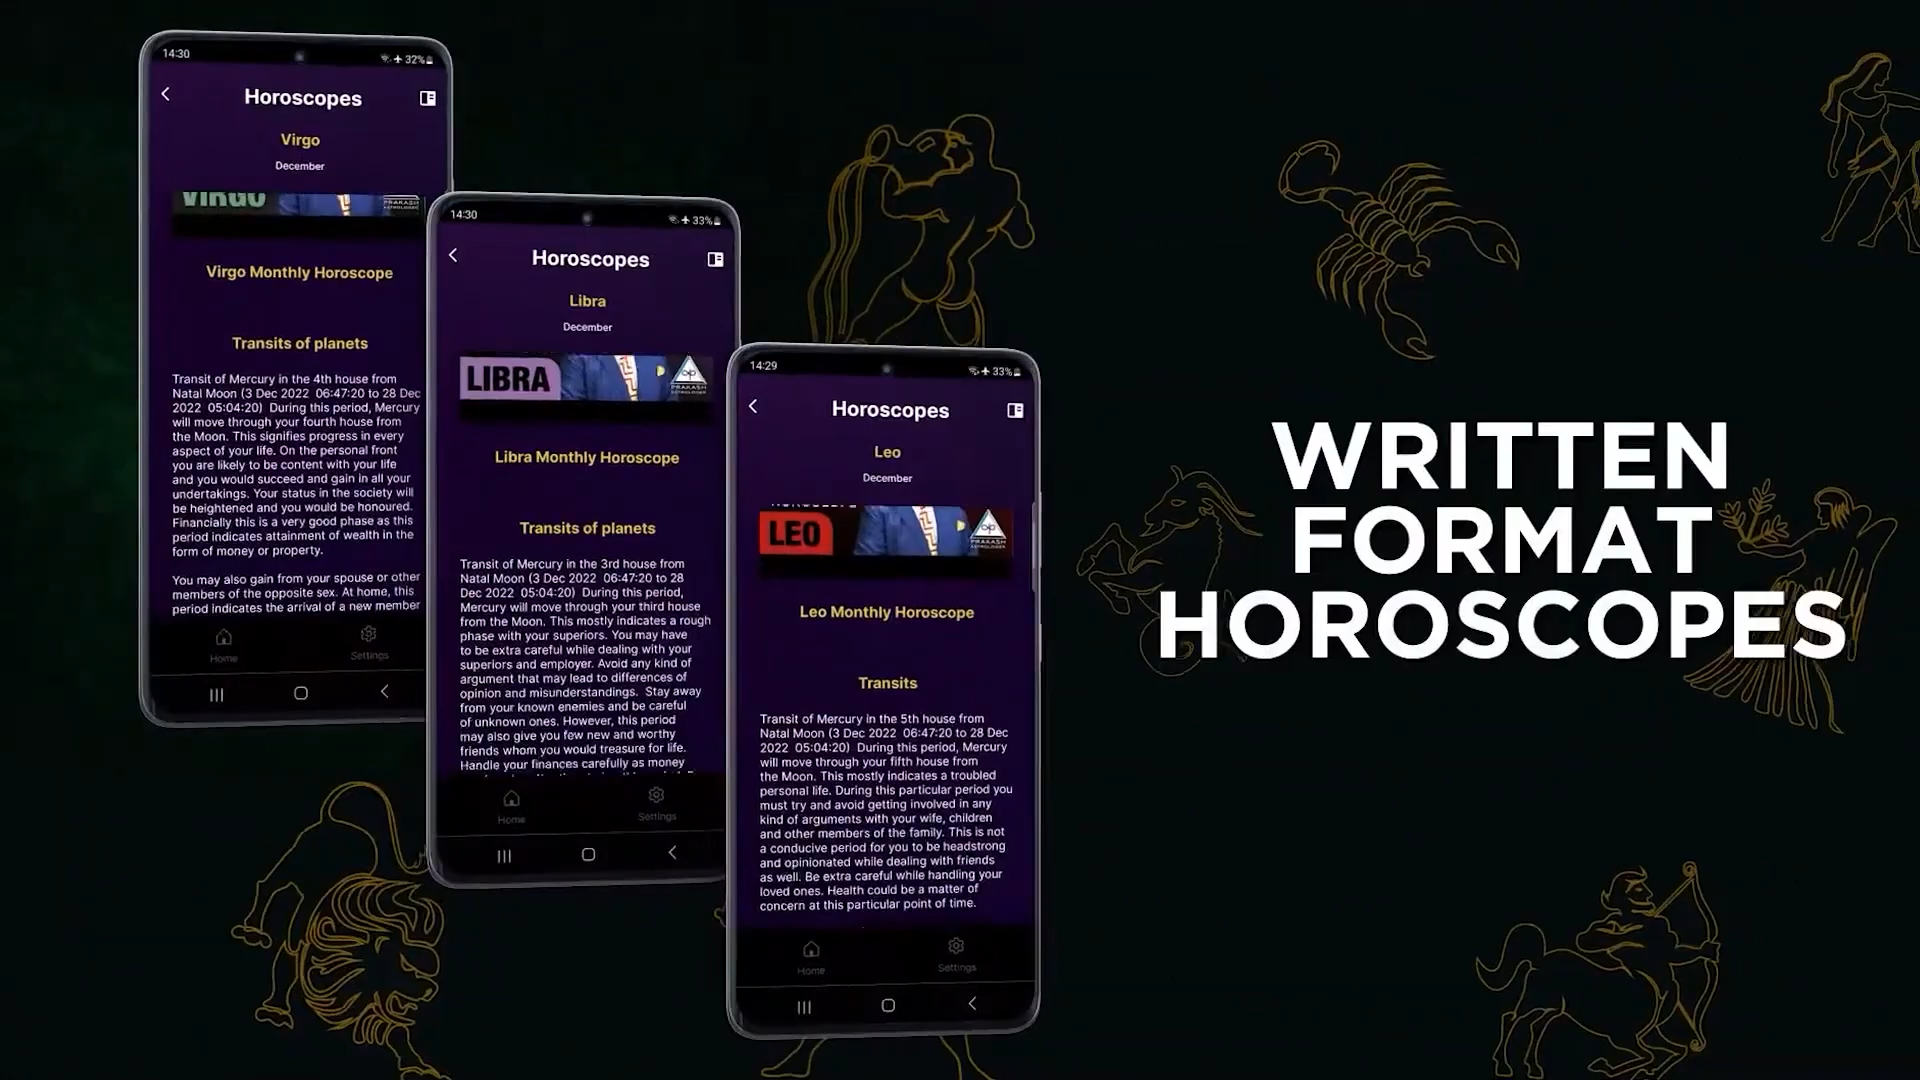 14:30
32%
Horoscopes
Virgo
December
VIRGO
PRAKASH
ASTROLOGER
Virgo Monthly Horoscope
Transits of planets
Transit of Mercury in the 4th house from
Natal Moon (3 Dec 2022 06:47:20 to 28 Dec
2022 05:04:20) During this period, Mercury
will move through your fourth house from
the Moon. This signifies progress in every
aspect of your life. On the personal front
you are likely to be content with your life
and you would succeed and gain in all your
undertakings. Your status in the society will
be heightened and you would be honoured.
Financially this is a very good phase as this
period indicates attainment of wealth in the
form of money or property.
You may also gain from your spouse or other
members of the opposite sex. At home, this
period indicates the arrival of a new member
Home
Settings
14:30
33%
Horoscopes
Libra
December
LIBRA
PRAKASH
ASTROLOGER
Libra Monthly Horoscope
Transits of planets
Transit of Mercury in the 3rd house from
Natal Moon (3 Dec 2022 06:47:20 to 28
Dec 2022 05:04:20) During this period,
Mercury will move through your third house
from the Moon. This mostly indicates a rough
phase with your superiors. You may have
to be extra careful while dealing with your
superiors and employer. Avoid any kind of
argument that may lead to differences of
opinion and misunderstandings. Stay away
from your known enemies and be careful
of unknown ones. However, this period
may also give you few new and worthy
friends whom you would treasure for life.
Handle your finances carefully as money
Home
Settings
14:29
33%
Horoscopes
Leo
December
LEO
PRAKASH
ASTROLOGER
Leo Monthly Horoscope
Transits
Transit of Mercury in the 5th house from
Natal Moon (3 Dec 2022 06:47:20 to 28 Dec
2022 05:04:20) During this period, Mercury
will move through your fifth house from
the Moon. This mostly indicates a troubled
personal life. During this particular period you
must try and avoid getting involved in any
kind of arguments with your wife, children
and other members of the family. This is not
a conducive period for you to be headstrong
and opinionated while dealing with friends
as well. Be extra careful while handling your
loved ones. Health could be a matter of
concern at this particular point of time.
Home
Settings
WRITTEN
FORMAT
HOROSCOPES